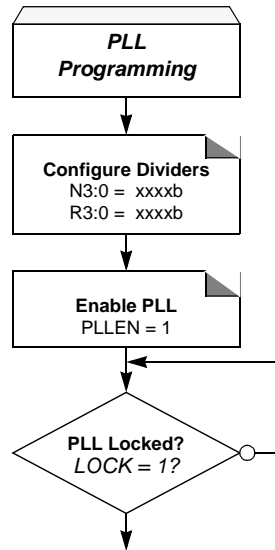 PLL
Programming
Configure Dividers
N3:0 = xxxxb
R3:0 = xxxxb
Enable PLL
PLLEN = 1
PLL Locked?
LOCK = 1?